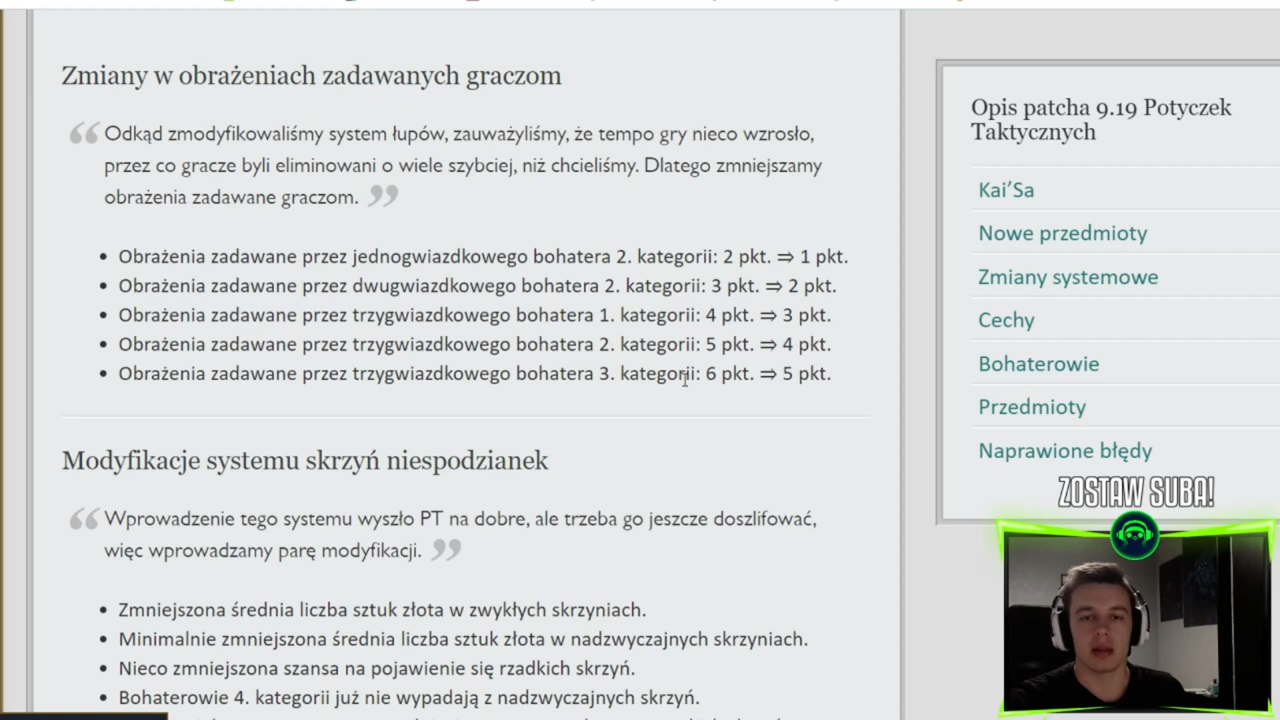 Zmiany w obrażeniach zadawanych graczom
“ Odkąd zmodyfikowaliśmy system łupów, zauważyliśmy, że tempo gry nieco wzrosło,
przez co gracze byli eliminowani o wiele szybciej, niż chcieliśmy. Dlatego zmniejszamy
obrażenia zadawane graczom. ”
• Obrażenia zadawane przez jednogwiazdkowego bohatera 2. kategorii: 2 pkt. ⇒ 1 pkt.
• Obrażenia zadawane przez dwugwiazdkowego bohatera 2. kategorii: 3 pkt. ⇒ 2 pkt.
• Obrażenia zadawane przez trzygwiazdkowego bohatera 1. kategorii: 4 pkt. ⇒ 3 pkt.
• Obrażenia zadawane przez trzygwiazdkowego bohatera 2. kategorii: 5 pkt. ⇒ 4 pkt.
• Obrażenia zadawane przez trzygwiazdkowego bohatera 3. kategorii: 6 pkt. ⇒ 5 pkt.
Modyfikacje systemu skrzyń niespodzianek
“ Wprowadzenie tego systemu wyszło PT na dobre, ale trzeba go jeszcze doszlifować,
więc wprowadzamy parę modyfikacji. ”
• Zmniejszona średnia liczba sztuk złota w zwykłych skrzyniach.
• Minimalnie zmniejszona średnia liczba sztuk złota w nadzwyczajnych skrzyniach.
• Nieco zmniejszona szansa na pojawienie się rzadkich skrzyń.
• Bohaterowie 4. kategorii już nie wypadają z nadzwyczajnych skrzyń.
Opis patcha 9.19 Potyczek
Taktycznych
Kai’Sa
Nowe przedmioty
Zmiany systemowe
Cechy
Bohaterowie
Przedmioty
Naprawione błędy
ZOSTAW SUBA!